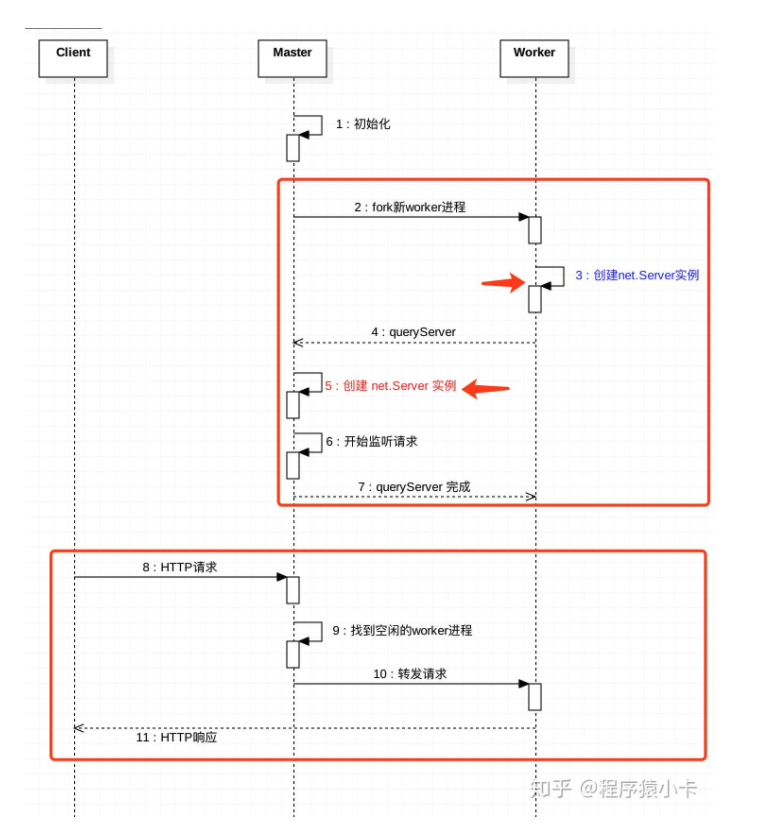 Client
Master
Worker
1 : 初始化
2 : fork新worker进程
3 : 创建net.Server实例
4 : queryServer
5 : 创建 net.Server 实例
6 : 开始监听请求
7 : queryServer 完成
8 : HTTP请求
9 : 找到空闲的worker进程
10 : 转发请求
11 : HTTP响应
知乎 @程序猿小卡